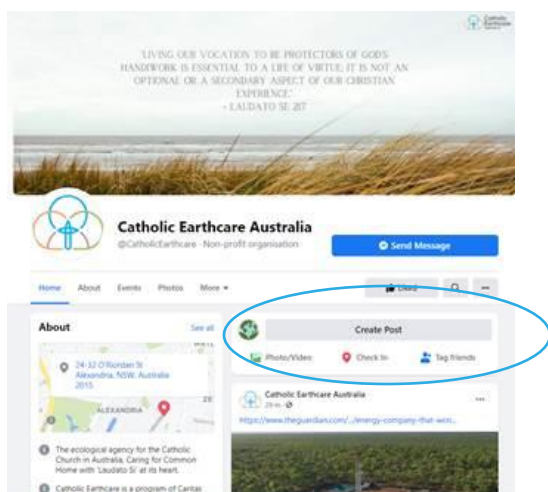 Catholic
Earthcare
"LIVING OUR VOCATION TO BE PROTECTORS OF GOD'S
HANDIWORK IS ESSENTIAL TO A LIFE OF VIRTUE; IT IS NOT AN
OPTIONAL OR A SECONDARY ASPECT OF OUR CHRISTIAN
EXPERIENCE."
- LAUDATO SI' 217
Catholic Earthcare Australia
@CatholicEarthcare · Non-profit organisation
Send Message
Home About Events Photos More
Liked
About See all
24-32 O'Riordan St
Alexandria, NSW, Australia
2015
ALEXANDRIA
The ecological agency for the Catholic
Church in Australia, Caring for Common
Home with 'Laudato Si' at its heart.
Catholic Earthcare is a program of Caritas
Create Post
Photo/Video Check In Tag friends
Catholic Earthcare Australia
29 m
https://www.theguardian.com/.../energy-company-that-won...